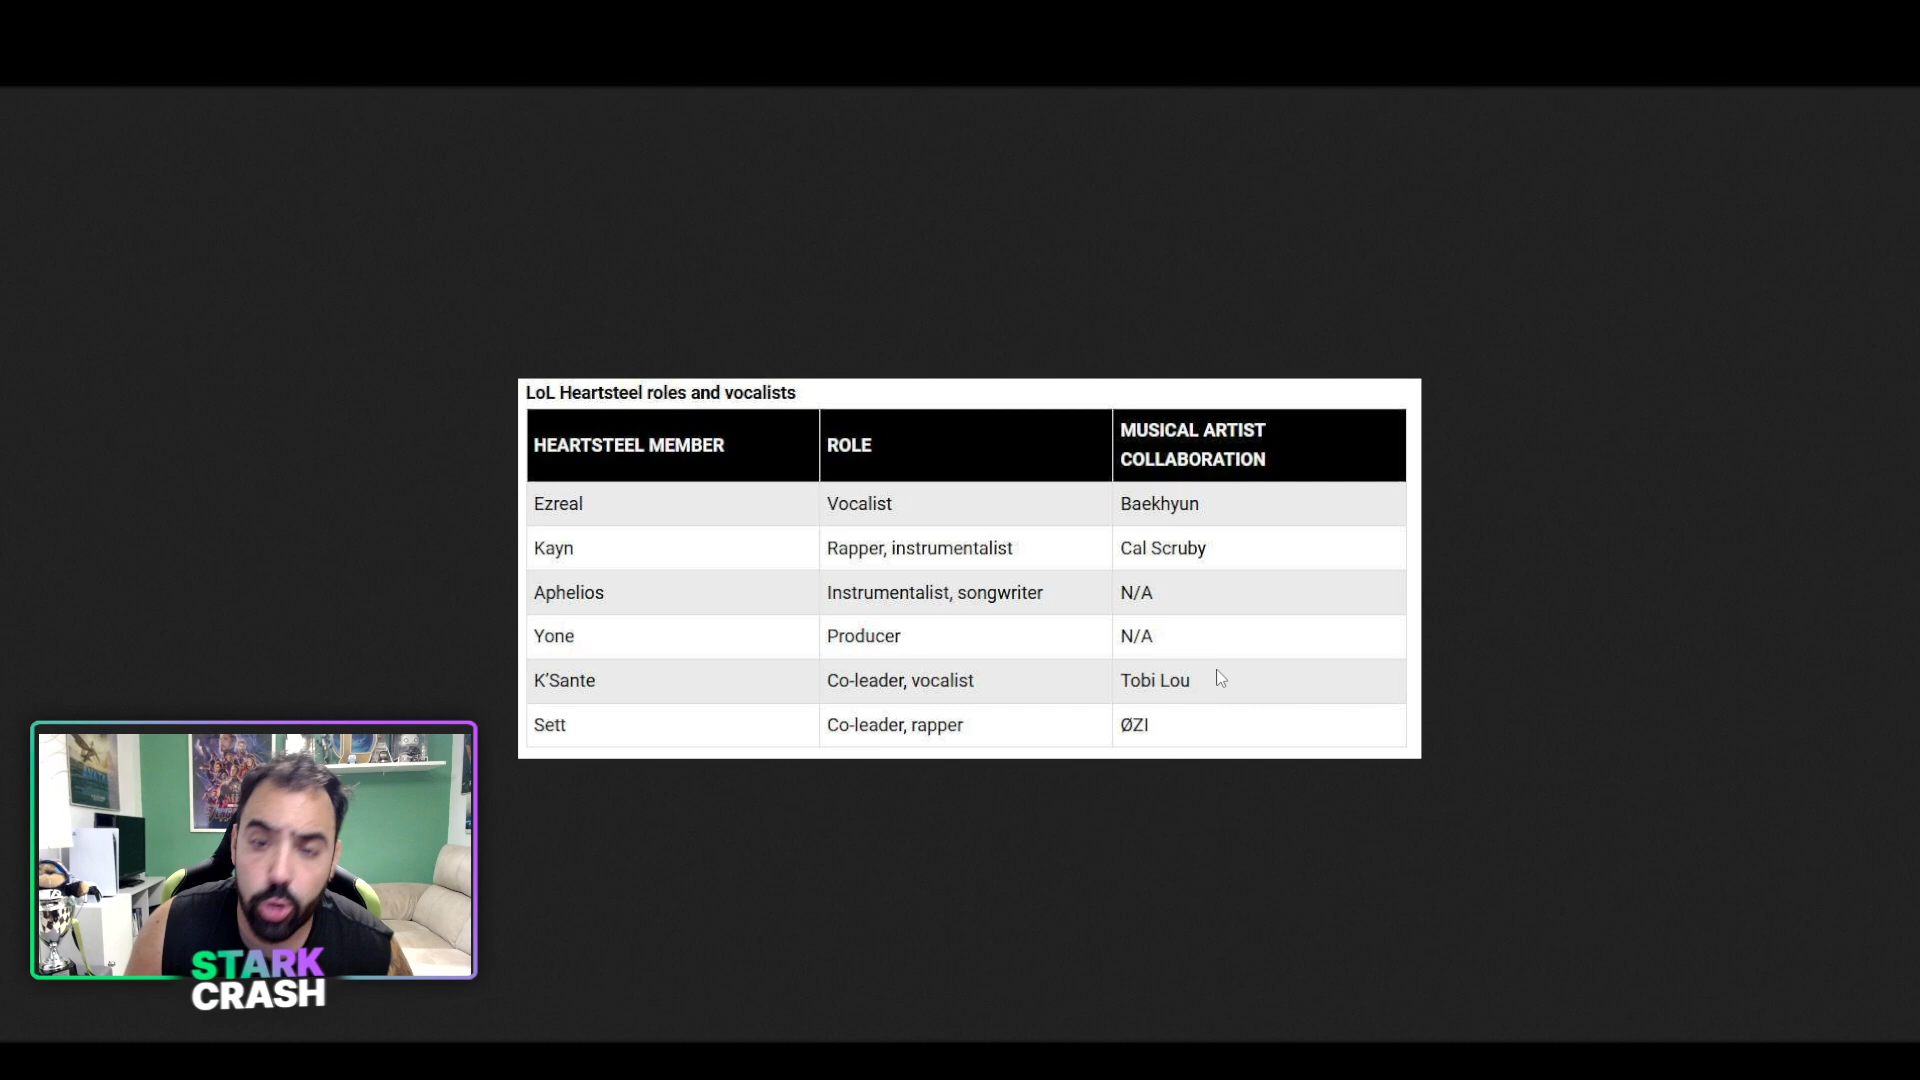 LoL Heartsteel roles and vocalists
HEARTSTEEL MEMBER ROLE MUSICAL ARTIST COLLABORATION
Ezreal Vocalist Baekhyun
Kayn Rapper, instrumentalist Cal Scruby
Aphelios Instrumentalist, songwriter N/A
Yone Producer N/A
K’Sante Co-leader, vocalist Tobi Lou
Sett Co-leader, rapper ØZI
STARK
CRASH